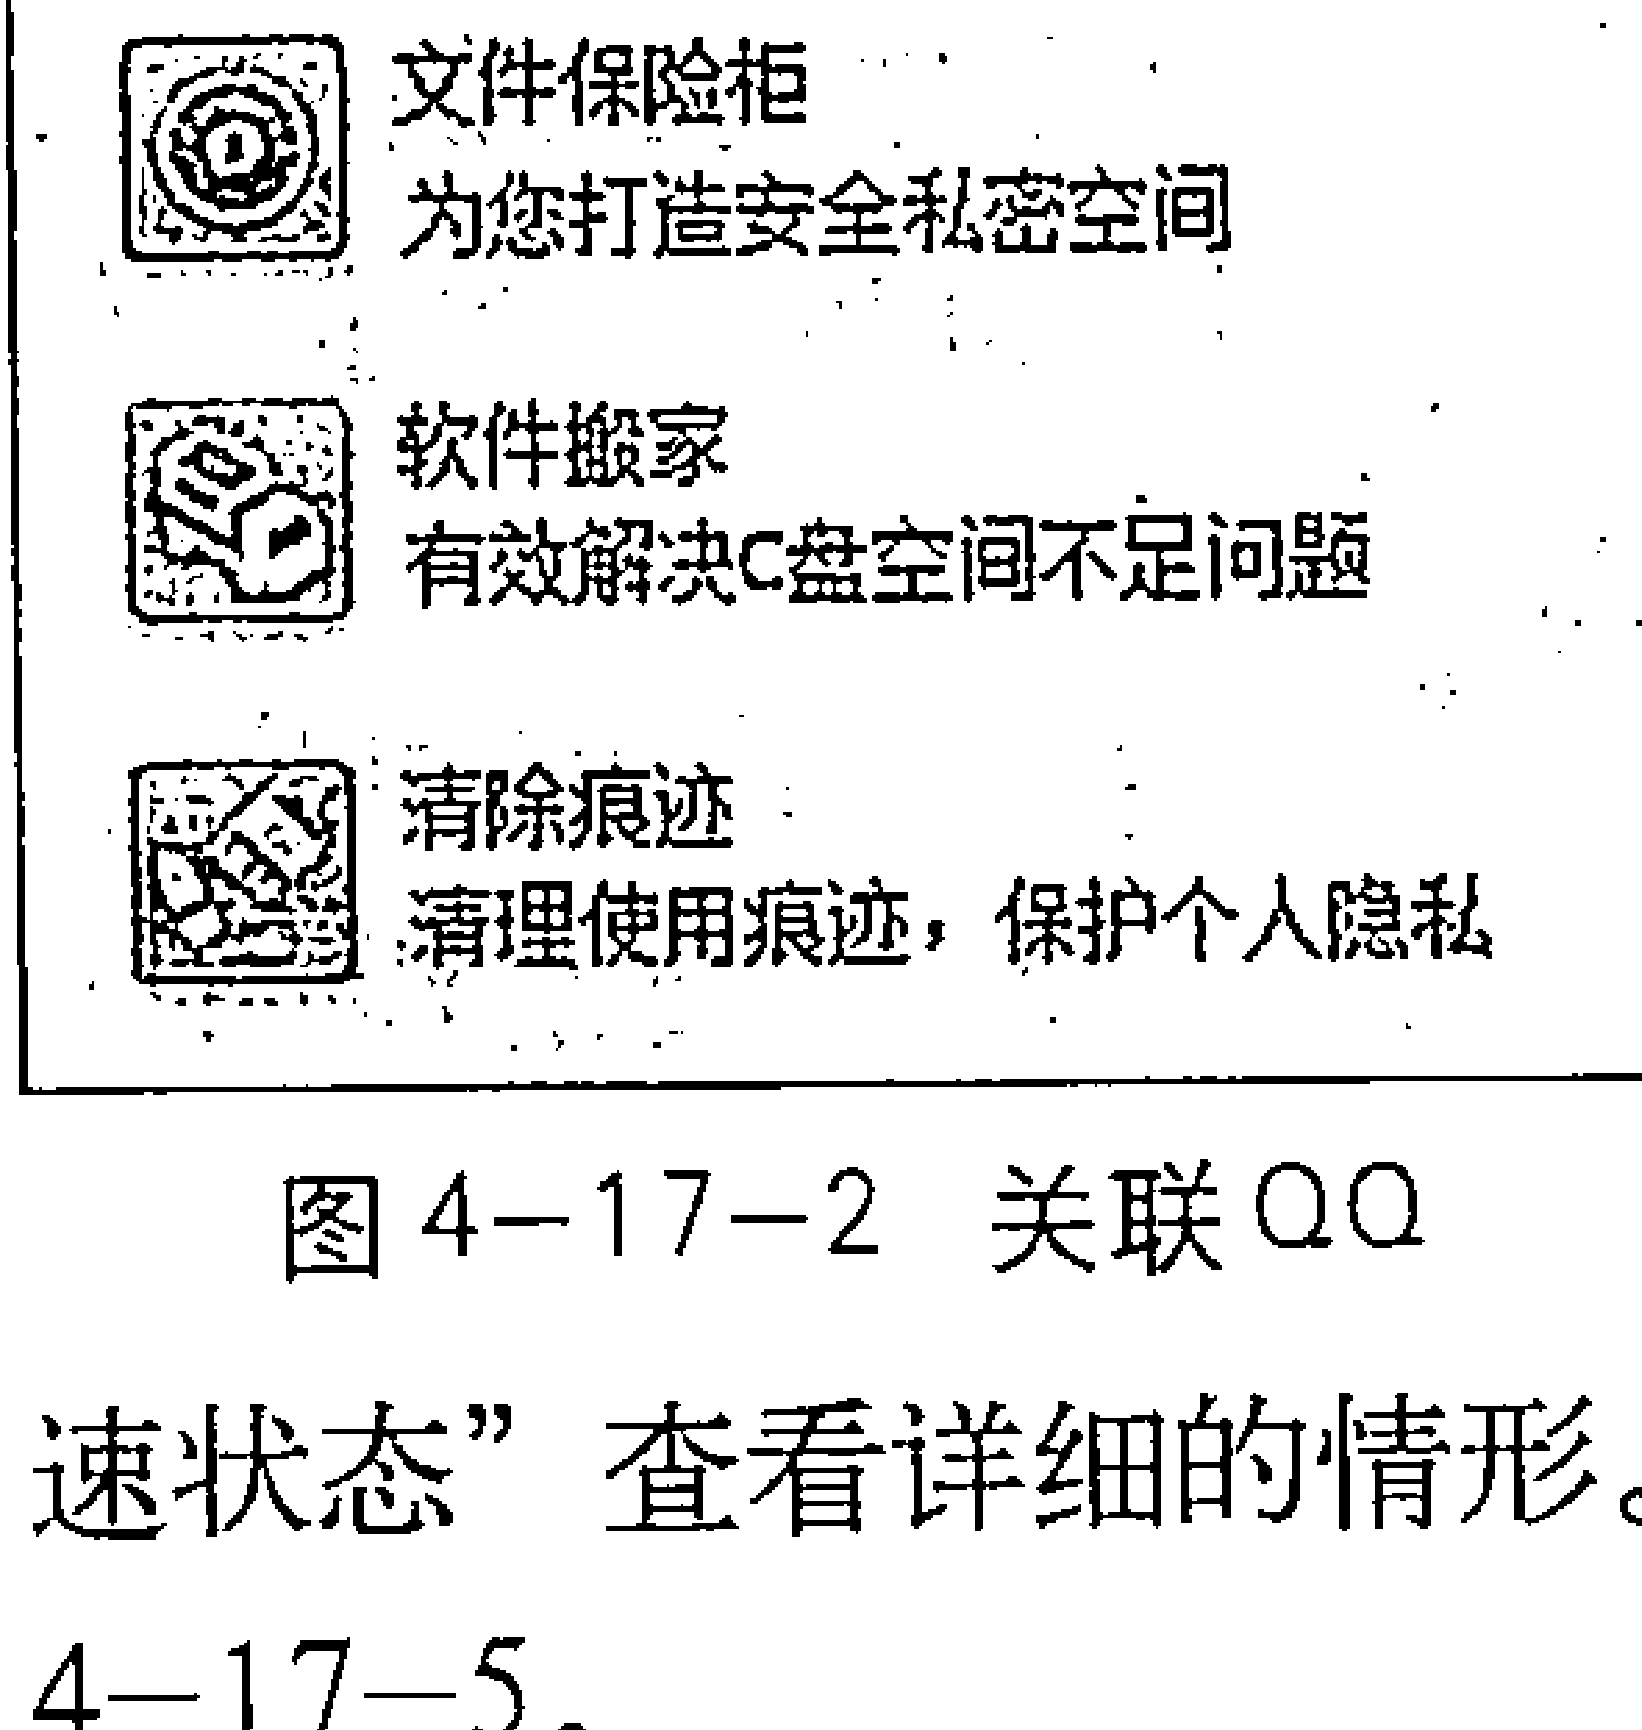 文件保险柜
为您打造安全私密空间
软件搬家
有效解决C盘空间不足问题
清除痕迹
清理使用痕迹，保护个人隐私
图 4—17—2 关联QQ
速状态” 查看详细的情形。
4—17—5。